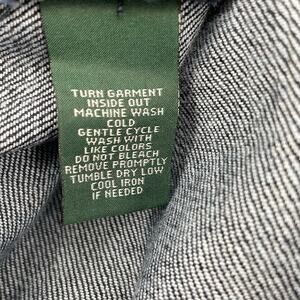 TURN GARMENT
INSIDE OUT
MACHINE WASH
COLD
GENTLE CYCLE
WASH WITH
LIKE COLORS
DO NOT BLEACH
REMOVE PROMPTLY
TUMBLE DRY LOW
COOL IRON
IF NEEDED